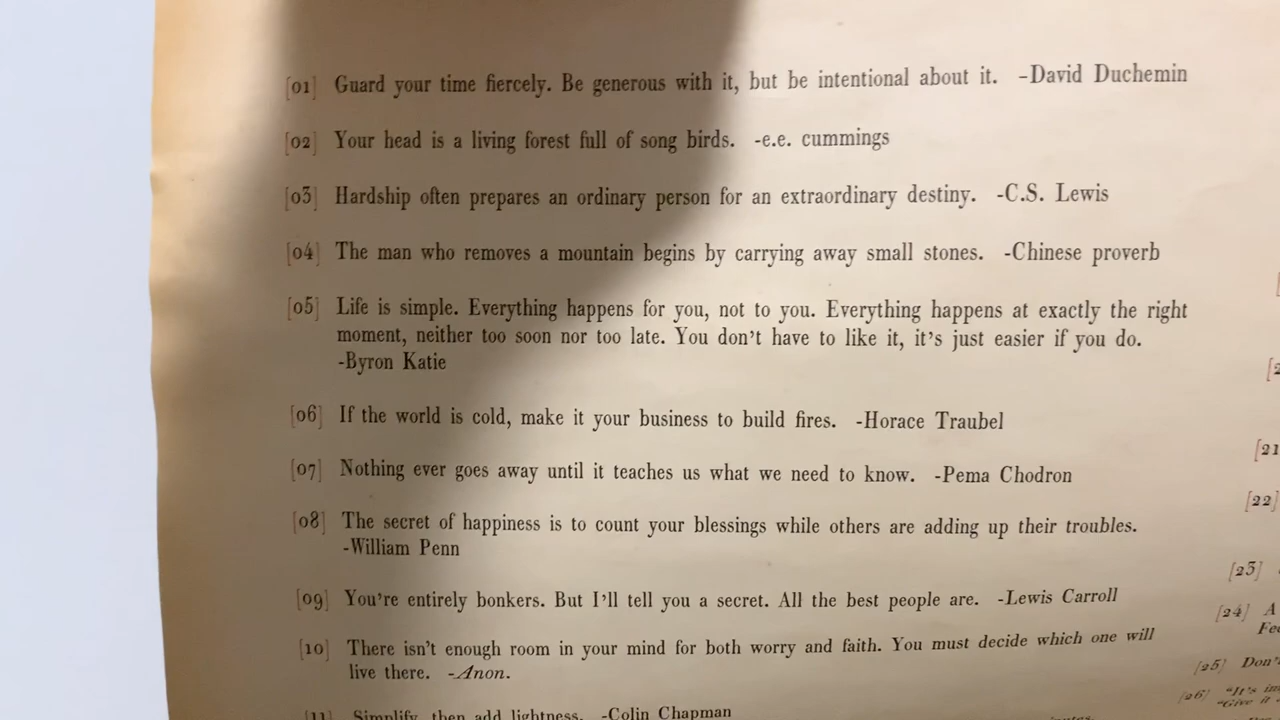 [01] Guard your time fiercely. Be generous with it, but be intentional about it. -David Duchemin
[02] Your head is a living forest full of song birds. -e.e. cummings
[03] Hardship often prepares an ordinary person for an extraordinary destiny. -C.S. Lewis
[04] The man who removes a mountain begins by carrying away small stones. -Chinese proverb
[05] Life is simple. Everything happens for you, not to you. Everything happens at exactly the right
moment, neither too soon nor too late. You don't have to like it, it's just easier if you do.
-Byron Katie
[06] If the world is cold, make it your business to build fires. -Horace Traubel
[07] Nothing ever goes away until it teaches us what we need to know. -Pema Chodron
[08] The secret of happiness is to count your blessings while others are adding up their troubles.
-William Penn
[09] You're entirely bonkers. But I'll tell you a secret. All the best people are. -Lewis Carroll
[10] There isn't enough room in your mind for both worry and faith. You must decide which one will
live there. -Anon.
[11] Simplify, then add lightness. -Colin Chapman
[21
[22]
[23]
[24] A
[25] Don't
[26] "It's
"Give it